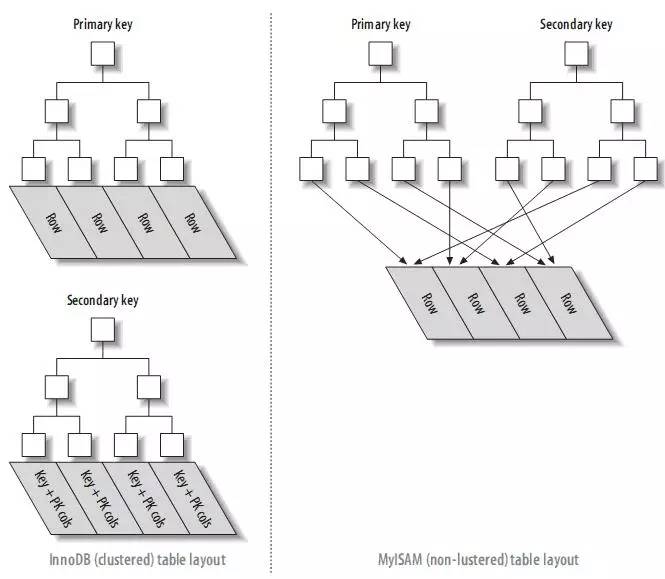 Primary key
Row
Row
Row
Row
Secondary key
Key + PK cols
Key + PK cols
Key + PK cols
Key + PK cols
InnoDB (clustered) table layout
Primary key
Secondary key
Row
Row
Row
Row
MyISAM (non-lustered) table layout